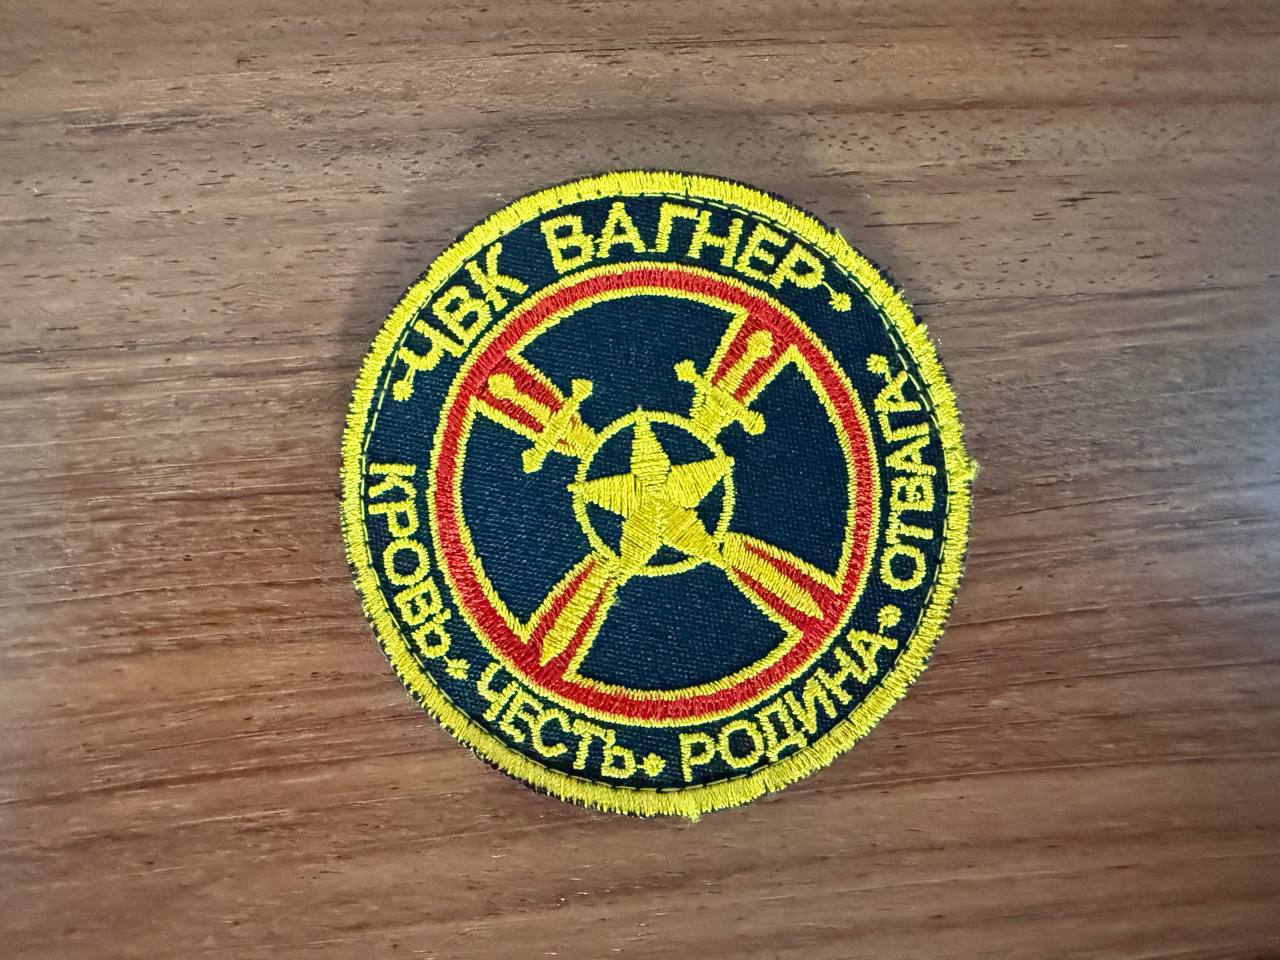 ЧВК ВАГНЕР
КРОВЬ • ЧЕСТЬ • РОДИНА • ОТВАГА